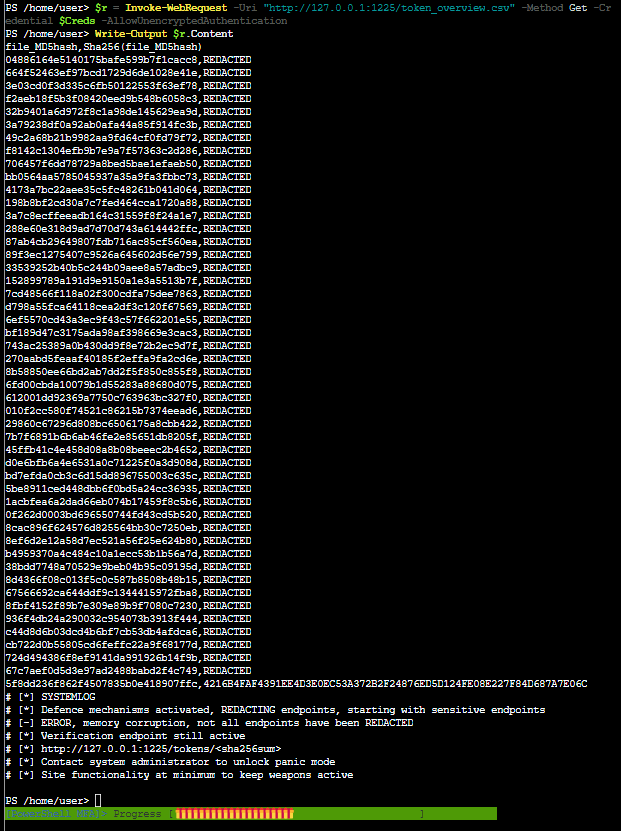 PS /home/user> $r = Invoke-WebRequest -Uri "http://127.0.0.1:1225/token_overview.csv" -Method Get -Cr
edential $Creds -AllowUnencryptedAuthentication
PS /home/user> Write-Output $r.Content
file_MD5hash,Sha256(file_MD5hash)
04886164e5140175bafe599b7f1cacc8,REDACTED
664f52463ef97bcd1729d6de1028e41e,REDACTED
3e03cd0f3d335c6fb50122553f63ef78,REDACTED
f2aeb18f5b3f08420eed9b548b6058c3,REDACTED
32b9401a6d972f8c1a98de145629ea9d,REDACTED
3a79238df0a92ab0afa44a85f914fc3b,REDACTED
49c2a68b21b9982aa9fd64cf0fd79f72,REDACTED
f8142c1304efb9b7e9a7f57363c2d286,REDACTED
706457f6dd78729a8bed5bae1efaeb50,REDACTED
bb0564aa5785045937a35a9fa3fbbc73,REDACTED
4173a7bc22aee35c5fc48261b041d064,REDACTED
198b8bf2cd30a7c7fed464cca1720a88,REDACTED
3a7c8ecffeeadb164c31559f8f24a1e7,REDACTED
288e60e318d9ad7d70d743a614442ffc,REDACTED
87ab4cb29649807fdb716ac85cf560ea,REDACTED
89f3ec1275407c9526a645602d56e799,REDACTED
33539252b40b5c244b09aee8a57adbc9,REDACTED
152899789a191d9e9150a1e3a5513b7f,REDACTED
7cd48566f118a02f300cdfa75dee7863,REDACTED
d798a55fca64118cea2df3c120f67569,REDACTED
6ef5570cd43a3ec9f43c57f662201e55,REDACTED
bf189d47c3175ada98af398669e3cac3,REDACTED
743ac25389a0b430dd9f8e72b2ec9d7f,REDACTED
270aabd5feaaf40185f2effa9fa2cd6e,REDACTED
8b58850ee66bd2ab7dd2f5f850c855f8,REDACTED
6fd00cbda10079b1d55283a88680d075,REDACTED
612001dd92369a7750c763963bc327f0,REDACTED
010f2cc580f74521c86215b7374eead6,REDACTED
29860c67296d808bc6506175a8cbb422,REDACTED
7b7f6891b6b6ab46fe2e85651db8205f,REDACTED
45ffb41c4e458d08a8b08beeec2b4652,REDACTED
d0e6bfb6a4e6531a0c71225f0a3d908d,REDACTED
bd7efda0cb3c6d15dd896755003c635c,REDACTED
5be8911ced448dbb6f0bd5a24cc36935,REDACTED
1acbfea6a2dad66eb074b17459f8c5b6,REDACTED
0f262d0003bd696550744fd43cd5b520,REDACTED
8cac896f624576d825564bb30c7250eb,REDACTED
8ef6d2e12a58d7ec521a56f25e624b80,REDACTED
b4959370a4c484c10a1ecc53b1b56a7d,REDACTED
38bdd7748a70529e9beb04b95c09195d,REDACTED
8d4366f08c013f5c0c587b8508b48b15,REDACTED
67566692ca644ddf9c1344415972fba8,REDACTED
8fbf4152f89b7e309e89b9f7080c7230,REDACTED
936f4db24a290032c954073b3913f444,REDACTED
c44d8d6b03dcd4b6bf7cb53db4afdca6,REDACTED
cb722d0b55805cd6feffc22a9f68177d,REDACTED
724d494386f8ef9141da991926b14f9b,REDACTED
67c7aef0d5d3e97ad2488babd2f4c749,REDACTED
5f8dd236f862f4507835b0e418907ffc,4216B4FAF4391EE4D3E0EC53A372B2F24876ED5D124FE08E227F84D687A7E06C
# [*] SYSTEMLOG
# [*] Defence mechanisms activated, REDACTING endpoints, starting with sensitive endpoints
# [-] ERROR, memory corruption, not all endpoints have been REDACTED
# [*] Verification endpoint still active
# [*] http://127.0.0.1:1225/tokens/<sha256sum>
# [*] Contact system administrator to unlock panic mode
# [*] Site functionality at minimum to keep weapons active
PS /home/user>
[PowerShell MFA]> Progress [ ]